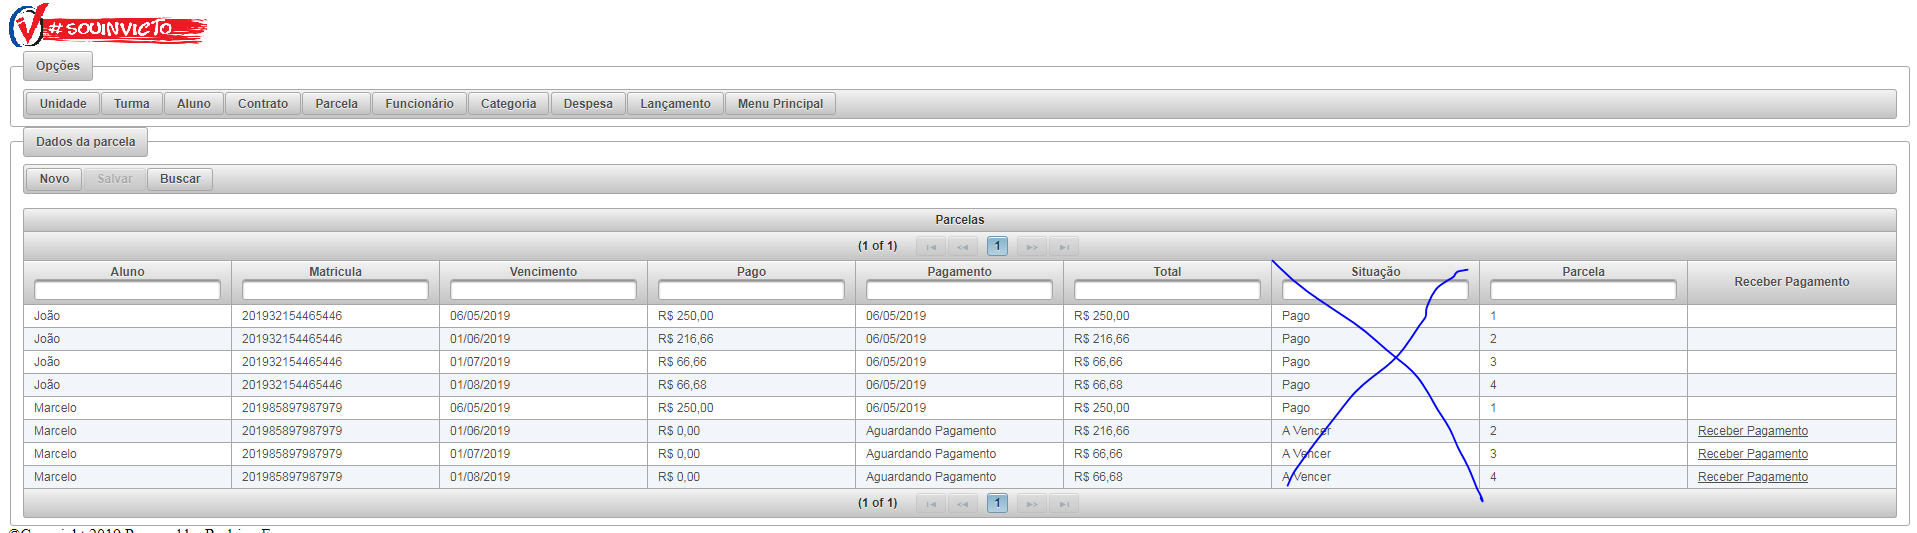 #SOUINVICTO
Opções
Unidade Turma Aluno Contrato Parcela Funcionário Categoria Despesa Lançamento Menu Principal
Dados da parcela
Novo Salvar Buscar
Parcelas
(1 of 1) 1
Aluno Matricula Vencimento Pago Pagamento Total Situação Parcela Receber Pagamento
João 201932154465446 06/05/2019 R$ 250,00 06/05/2019 R$ 250,00 Pago 1
João 201932154465446 01/06/2019 R$ 216,66 06/05/2019 R$ 216,66 Pago 2
João 201932154465446 01/07/2019 R$ 66,66 06/05/2019 R$ 66,66 Pago 3
João 201932154465446 01/08/2019 R$ 66,68 06/05/2019 R$ 66,68 Pago 4
Marcelo 201985897987979 06/05/2019 R$ 250,00 06/05/2019 R$ 250,00 Pago 1
Marcelo 201985897987979 01/06/2019 R$ 0,00 Aguardando Pagamento R$ 216,66 A Vencer 2 Receber Pagamento
Marcelo 201985897987979 01/07/2019 R$ 0,00 Aguardando Pagamento R$ 66,66 A Vencer 3 Receber Pagamento
Marcelo 201985897987979 01/08/2019 R$ 0,00 Aguardando Pagamento R$ 66,68 A Vencer 4 Receber Pagamento
(1 of 1) 1